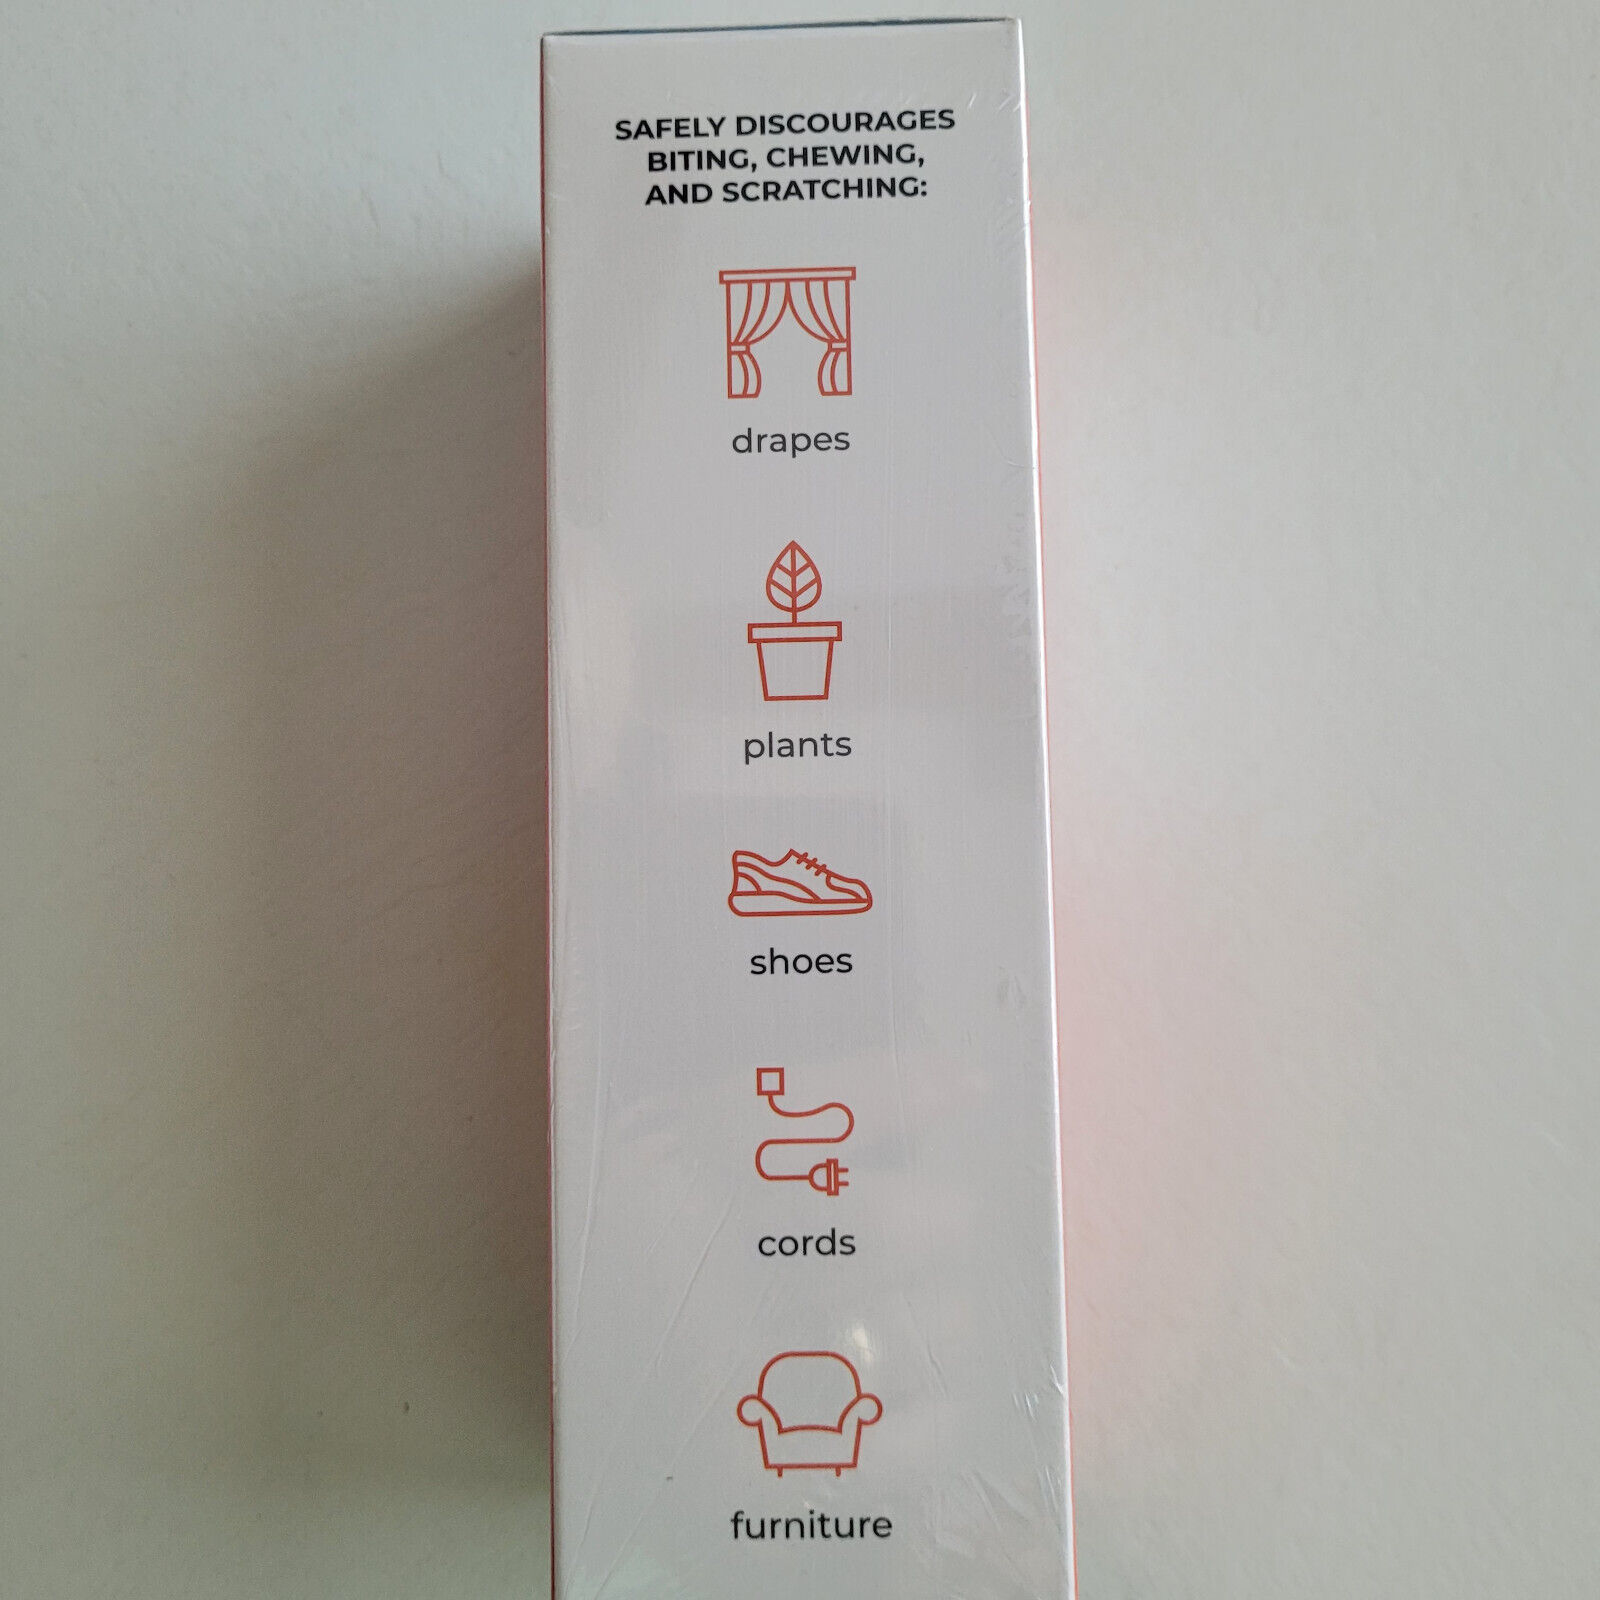 SAFELY DISCOURAGES
BITING, CHEWING,
AND SCRATCHING:
drapes
plants
shoes
cords
furniture